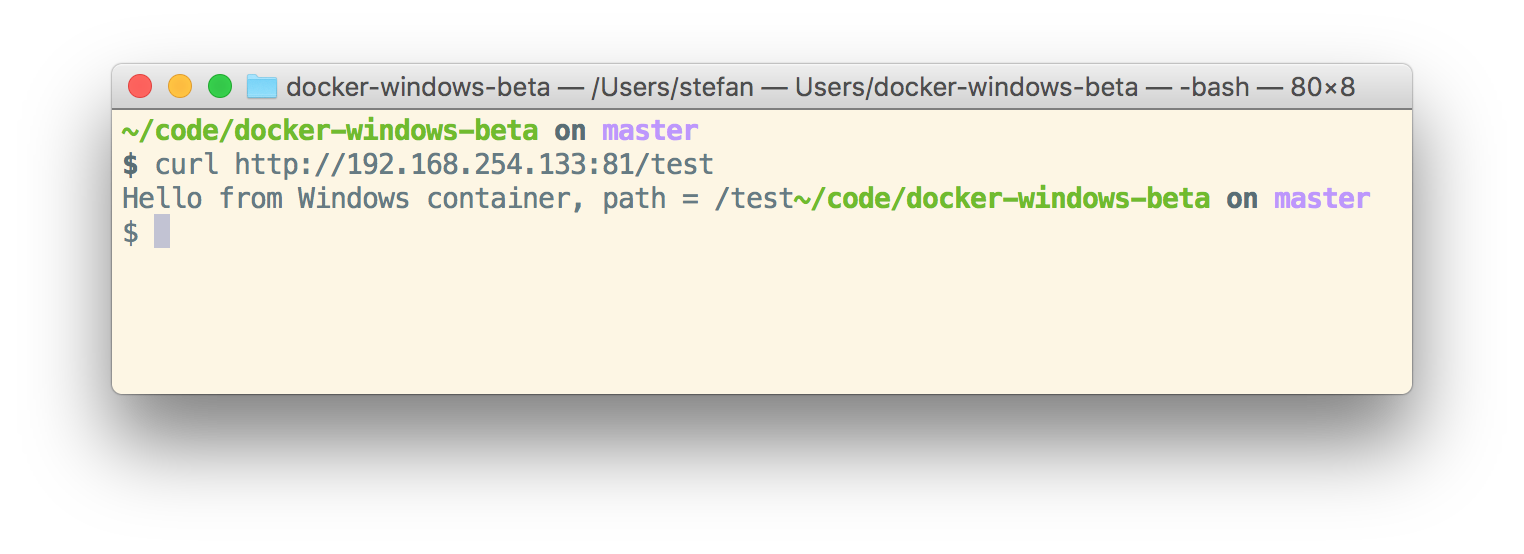 docker-windows-beta — /Users/stefan — Users/docker-windows-beta — -bash — 80×8
~/code/docker-windows-beta on master
$ curl http://192.168.254.133:81/test
Hello from Windows container, path = /test~/code/docker-windows-beta on master
$